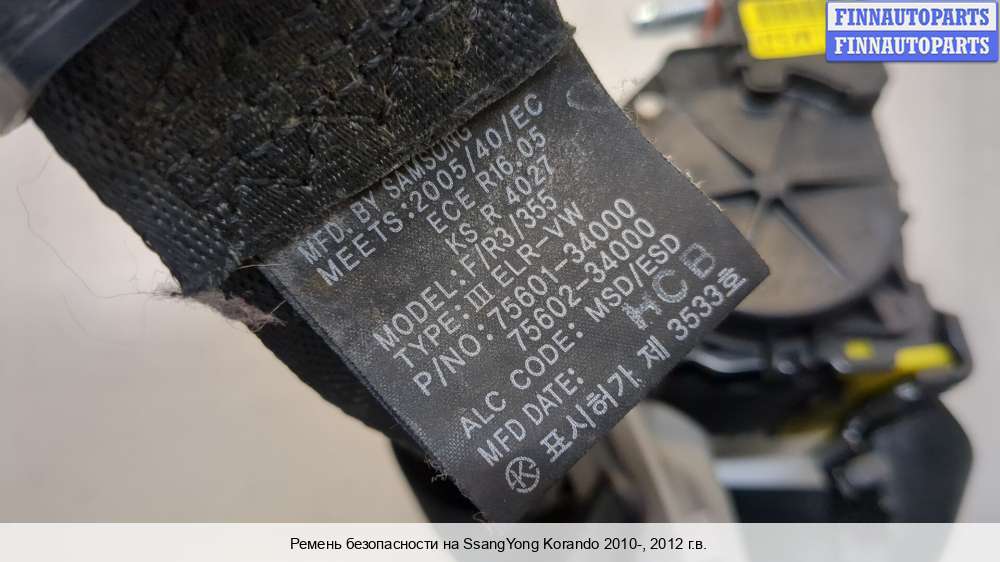 FINNAUTOPARTS
FINNAUTOPARTS
MFD. BY SAMSONG
MEETS:2005/40/EC
ECE R16.05
KS R 4027
MODEL:F/R3/355
TYPE:III ELR-VW
P/NO:75601-34000
75602-34000
ALC CODE: MSD/ESD
MFD DATE: HCB
Ⓚ 표시허가 제 3533호
Ремень безопасности на SsangYong Korando 2010-, 2012 г.в.